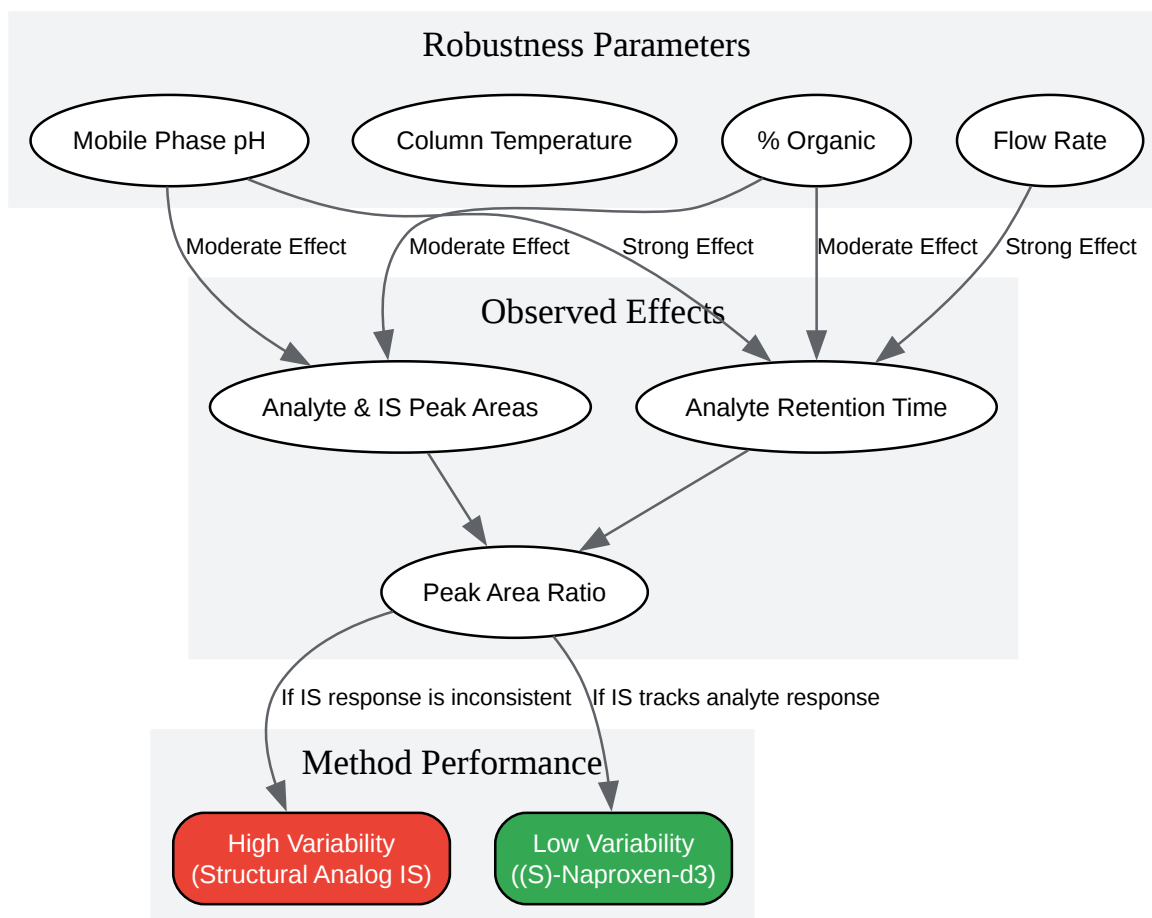 Robustness Parameters
Mobile Phase pH
Column Temperature
% Organic
Flow Rate
Moderate Effect
Moderate Effect
Strong Effect
Moderate Effect
Strong Effect
Observed Effects
Analyte & IS Peak Areas
Analyte Retention Time
Peak Area Ratio
If IS response is inconsistent
If IS tracks analyte response
Method Performance
High Variability
(Structural Analog IS)
Low Variability
((S)-Naproxen-d3)